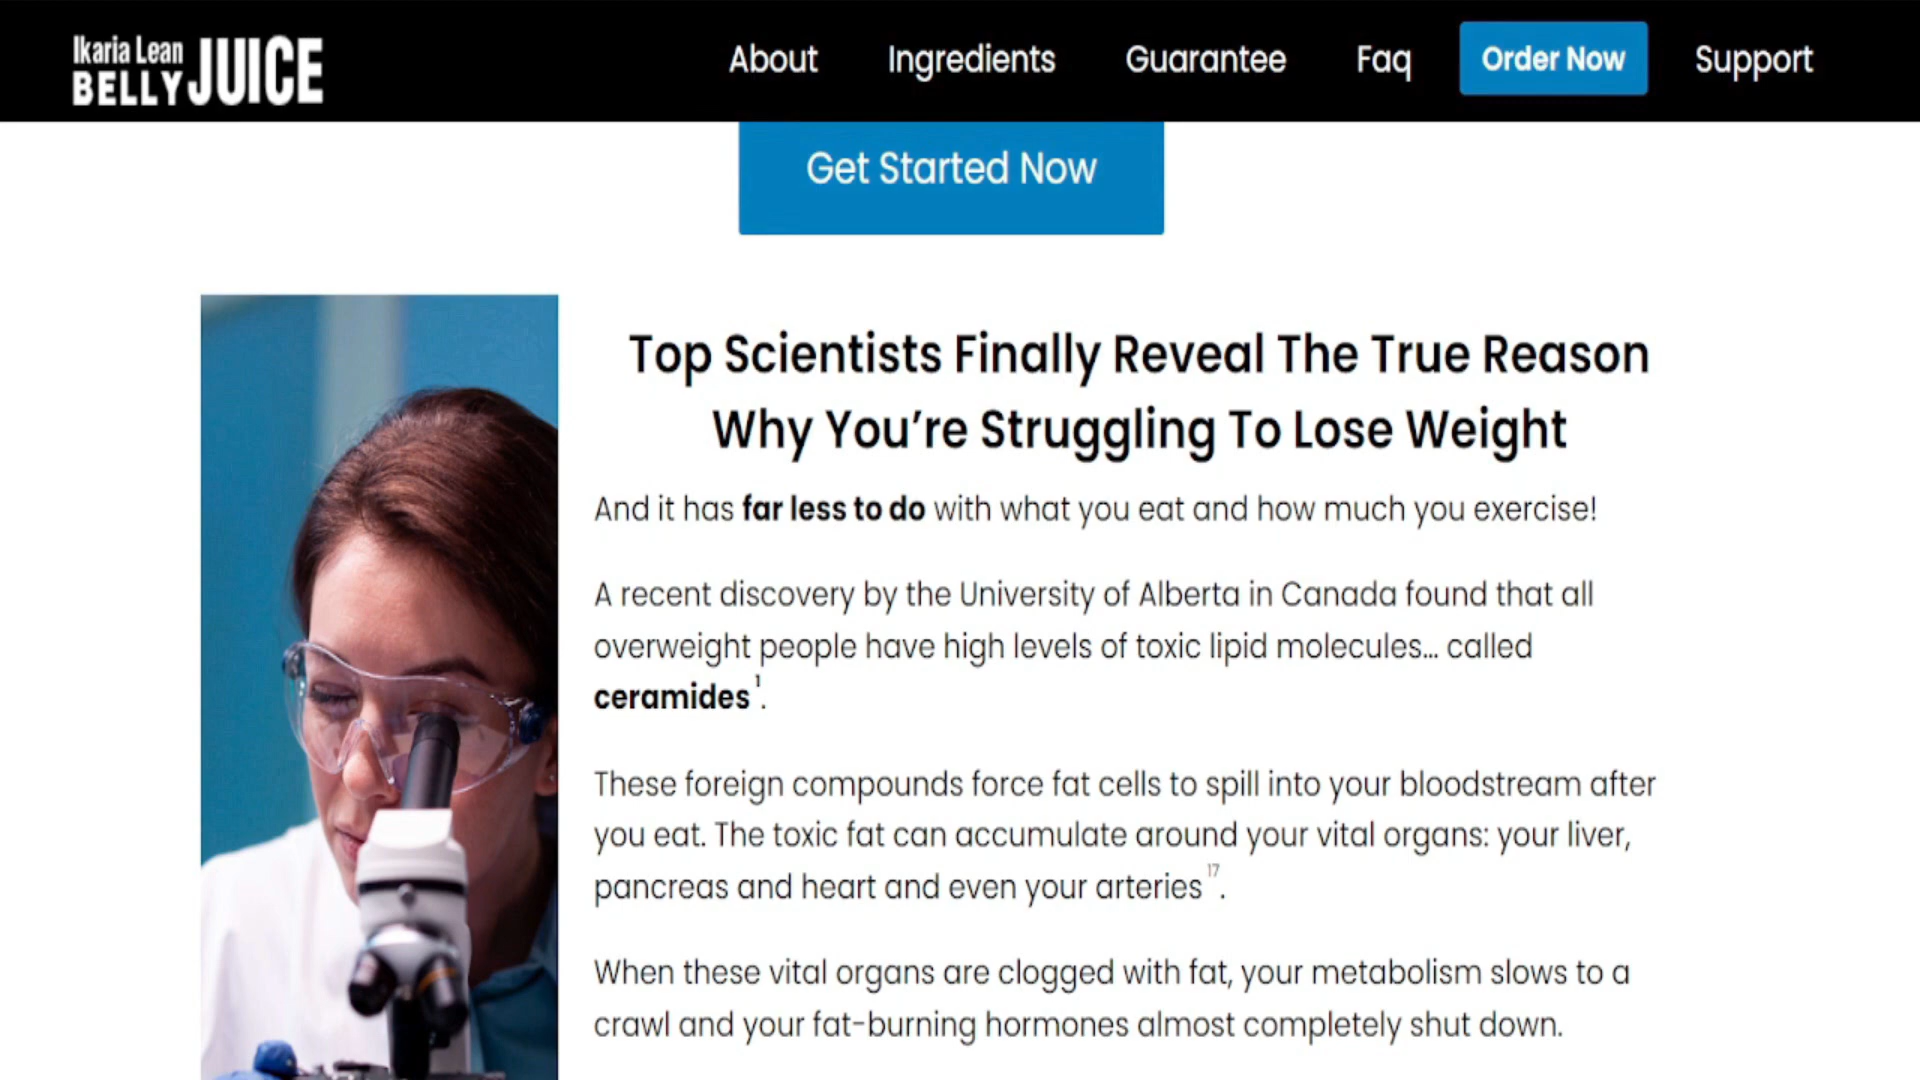 Ikaria Lean
BELLY JUICE
About Ingredients Guarantee Faq Order Now Support
Get Started Now
Top Scientists Finally Reveal The True Reason
Why You’re Struggling To Lose Weight
And it has far less to do with what you eat and how much you exercise!
A recent discovery by the University of Alberta in Canada found that all
overweight people have high levels of toxic lipid molecules... called
ceramides¹.
These foreign compounds force fat cells to spill into your bloodstream after
you eat. The toxic fat can accumulate around your vital organs: your liver,
pancreas and heart and even your arteries¹⁷.
When these vital organs are clogged with fat, your metabolism slows to a
crawl and your fat-burning hormones almost completely shut down.